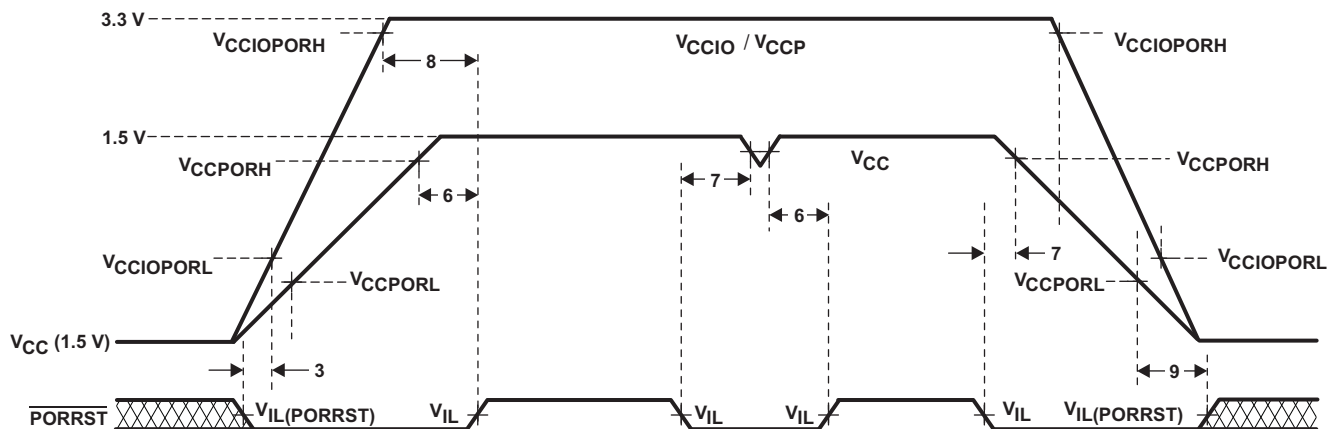 3.3 V
VCCIOPORH
VCCIO / VCCP
VCCIOPORH
8
1.5 V
VCCPORH
VCC
VCCPORH
6
7
6
7
VCCIOPORL
VCCPORL
VCCPORL
VCCIOPORL
VCC (1.5 V)
3
9
PORRST
VIL(PORRST)
VIL
VIL
VIL
VIL
VIL(PORRST)